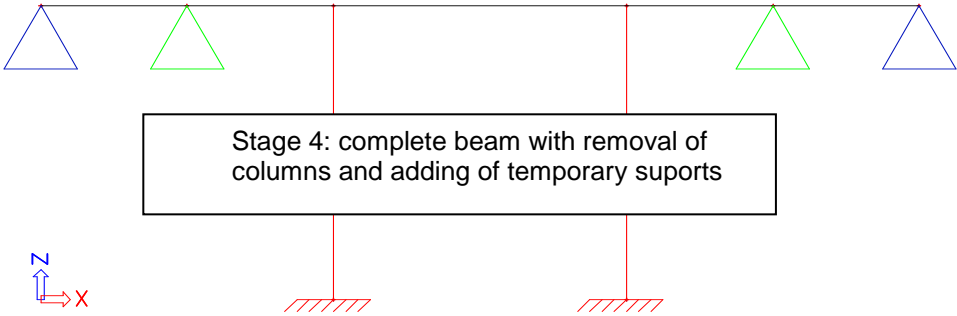 Stage 4: complete beam with removal of
columns and adding of temporary suports
Z
X